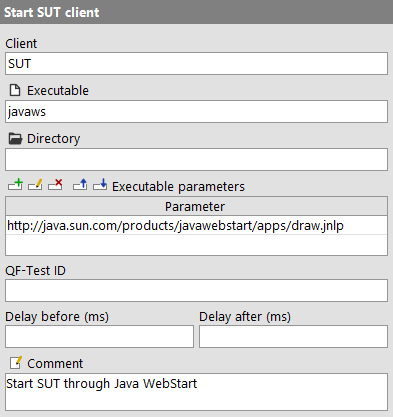 Start SUT client
Client
SUT
Executable
javaws
Directory
Executable parameters
Parameter
http://java.sun.com/products/javawebstart/apps/draw.jnlp
QF-Test ID
Delay before (ms) Delay after (ms)
Comment
Start SUT through Java WebStart